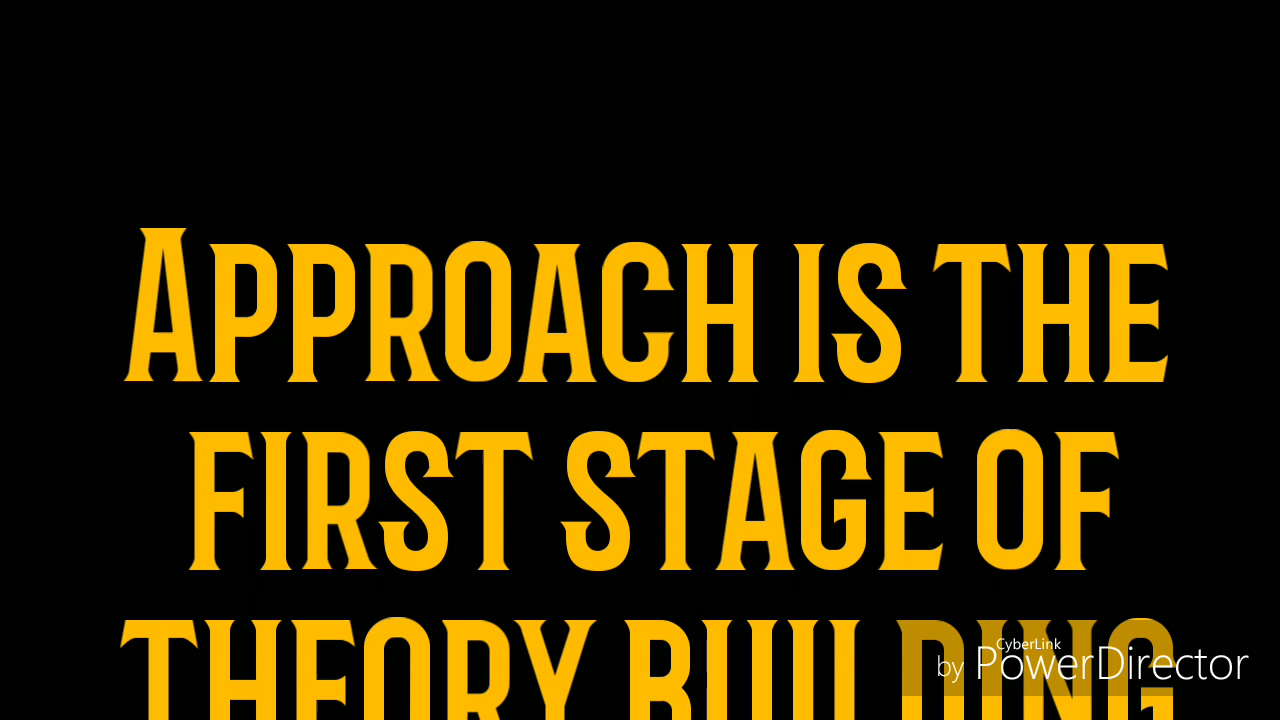 Approach is the
first stage of
theory building
CyberLink
by PowerDirector